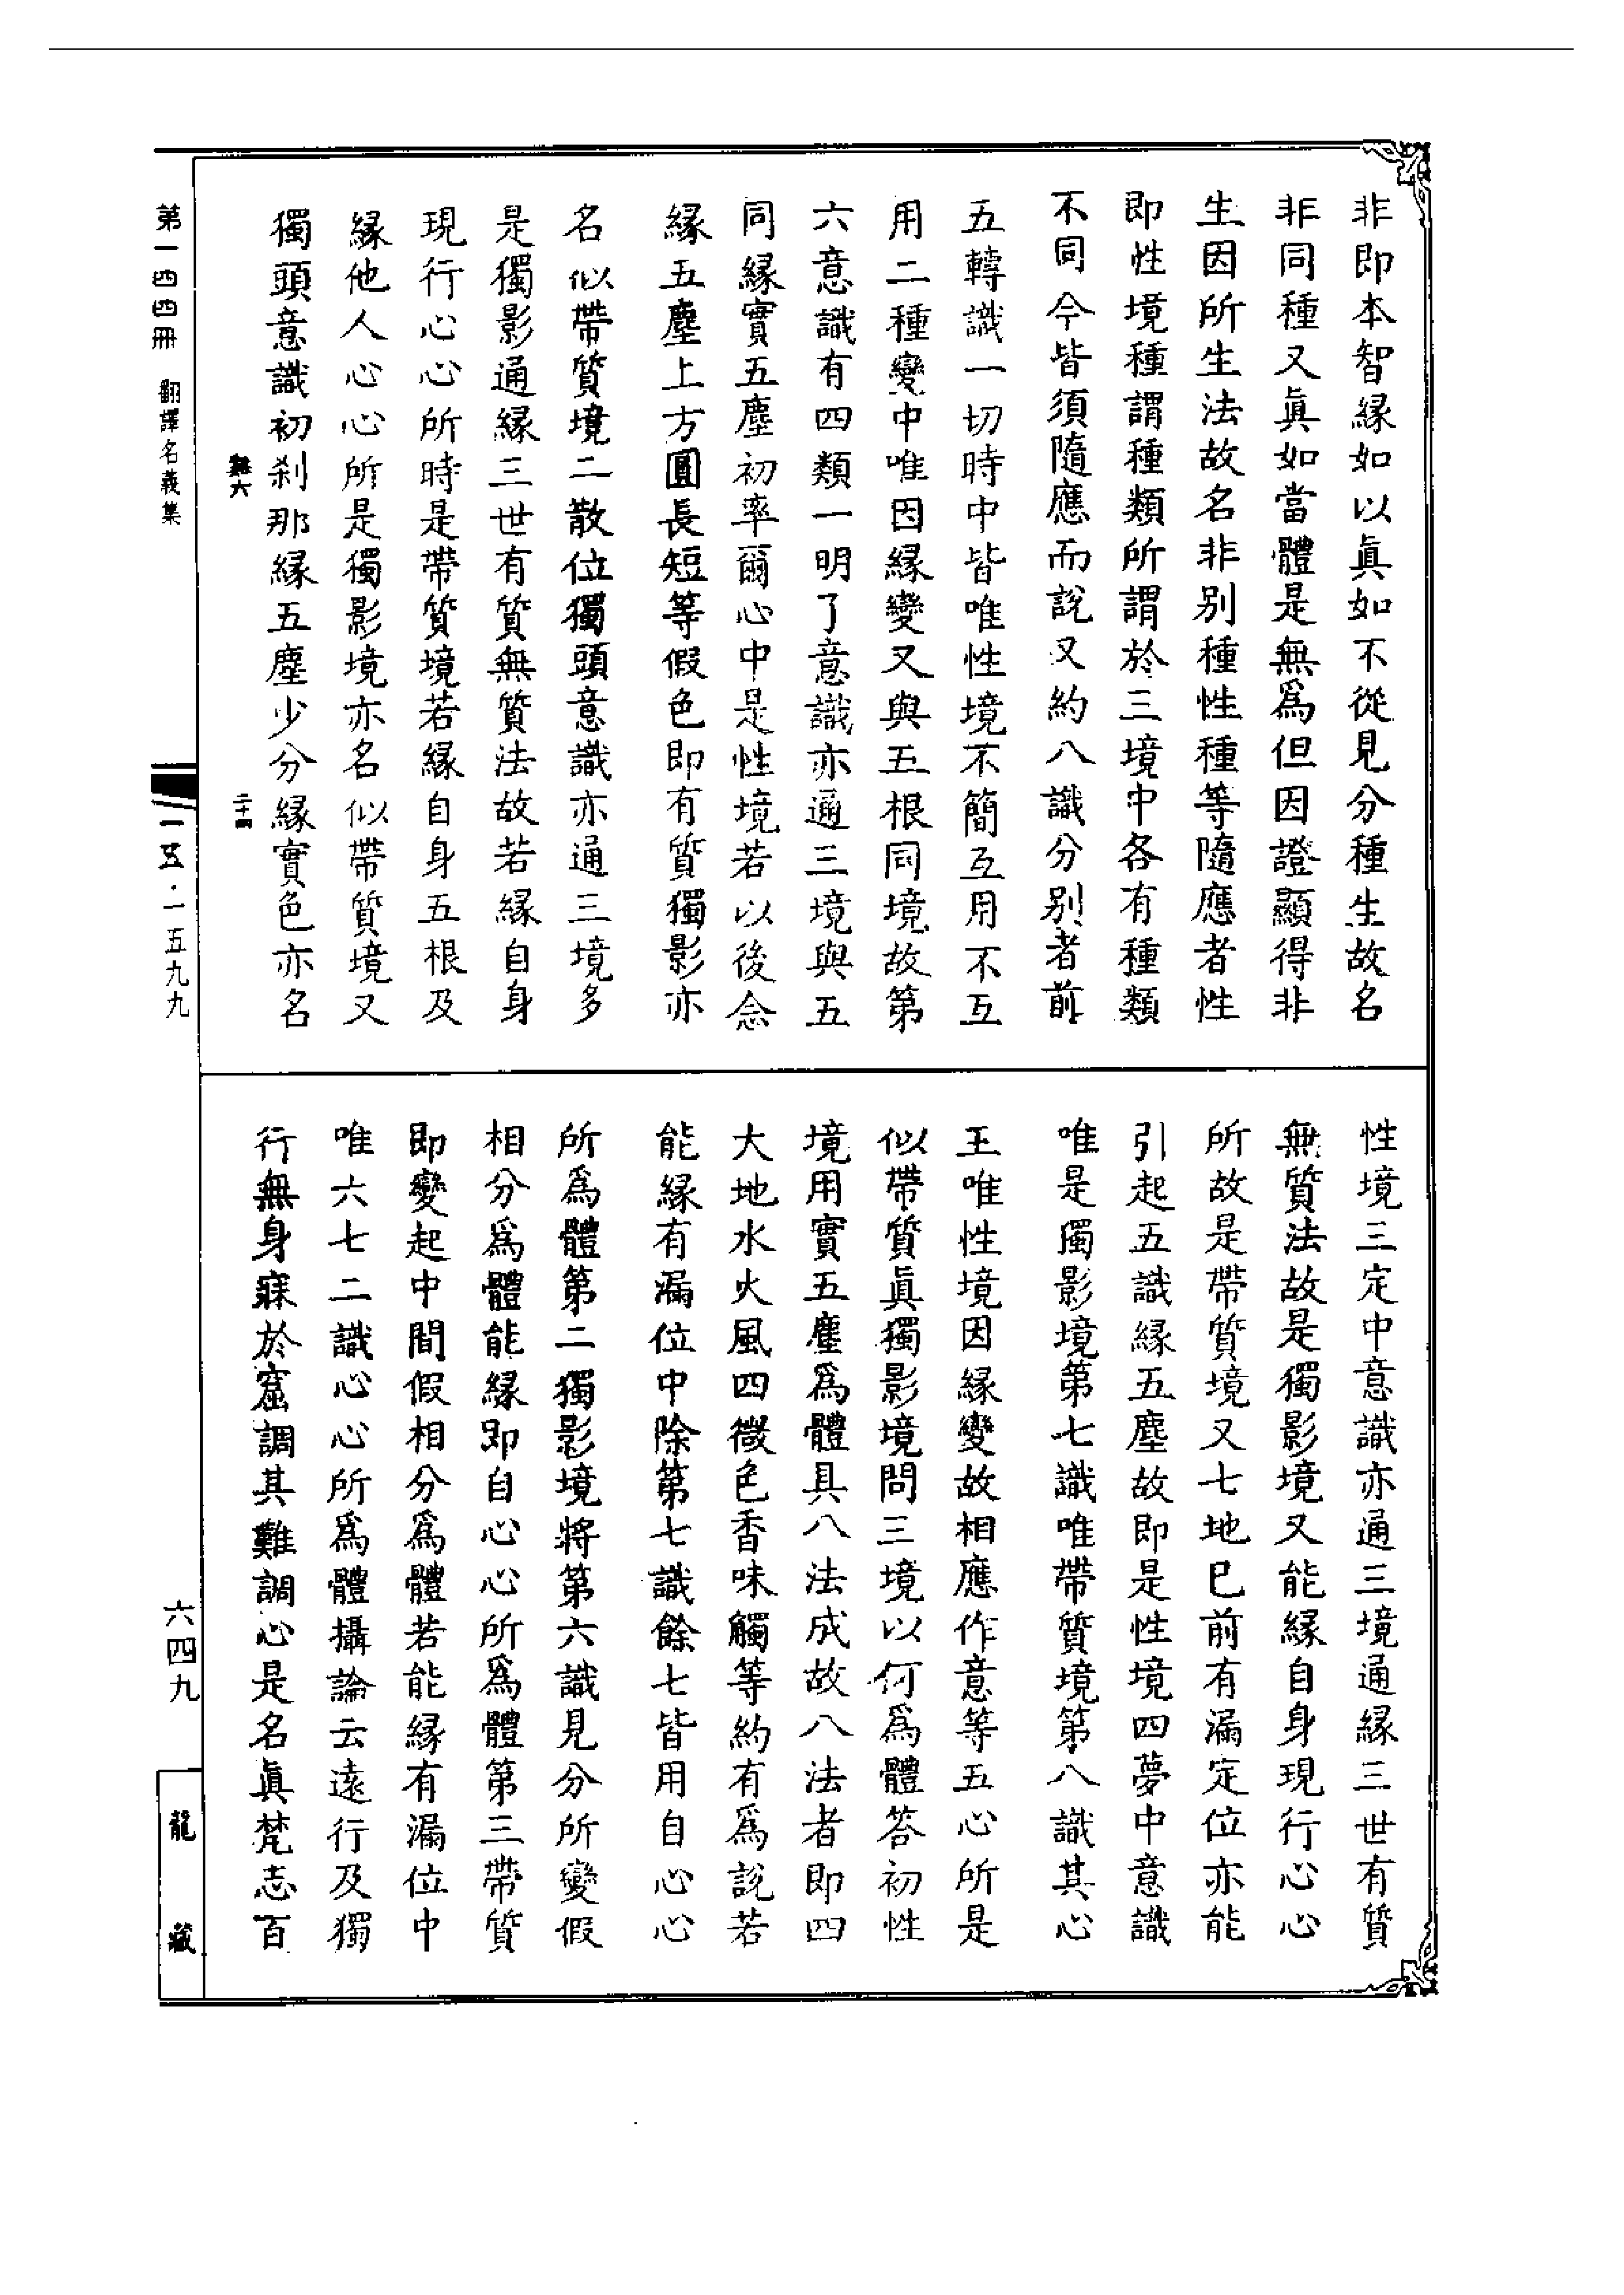 非即本智緣如以眞如不從見分種生故名
非同種又眞如當體是無爲但因證顯得非
生因所生法故名非別種性種等隨應者性
即性境種謂種類所謂於三境中各有種類
不同今皆須隨應而說又約八識分別者前
五轉識一切時中皆唯性境不簡互用不互
用二種變中唯因緣變又與五根同境故第
六意識有四類一明了意識亦通三境與五
同緣實五塵初率爾心中是性境若以後念
緣五塵上方圓長短等假色即有質獨影亦
名似帶質境二散位獨頭意識亦通三境多
是獨影通緣三世有質無質法故若緣自身
現行心心所時是帶質境若緣自身五根及
緣他人心心所是獨影境亦名似帶質境又
獨頭意識初刹那緣五塵少分緣實色亦名
性境三定中意識亦通三境通緣三世有質
無質法故是獨影境又能緣自身現行心心
所故是帶質境又七地巳前有漏定位亦能
引起五識緣五塵故即是性境四夢中意識
唯是獨影境第七識唯帶質境第八識其心
王唯性境因緣變故相應作意等五心所是
似帶質眞獨影境問三境以何爲體答初性
境用實五塵爲體具八法成故八法者即四
大地水火風四微色香味觸等約有爲說若
能緣有漏位中除第七識餘七皆用自心心
所爲體第二獨影境將第六識見分所變假
相分爲體能緣即自心心所爲體第三帶質
即變起中間假相分爲體若能緣有漏位中
唯六七二識心心所爲體攝論云遠行及獨
行無身寐於窟調其難調心是名眞梵志百
第一四四冊 翻譯名義集
二十四
一五·一五九九
六四九
龍藏